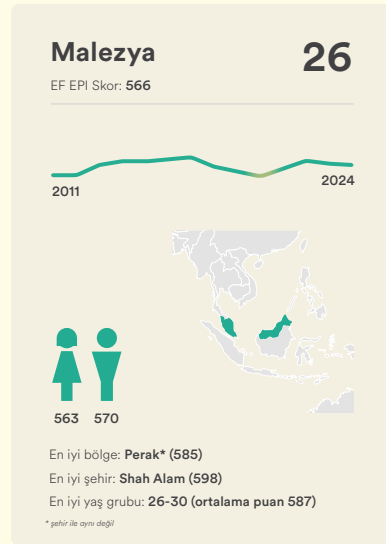 Malezya
26
EF EPI Skor: 566
2011
2024
563 570
En iyi bölge: Perak* (585)
En iyi şehir: Shah Alam (598)
En iyi yaş grubu: 26-30 (ortalama puan 587)
* şehir ile aynı değil